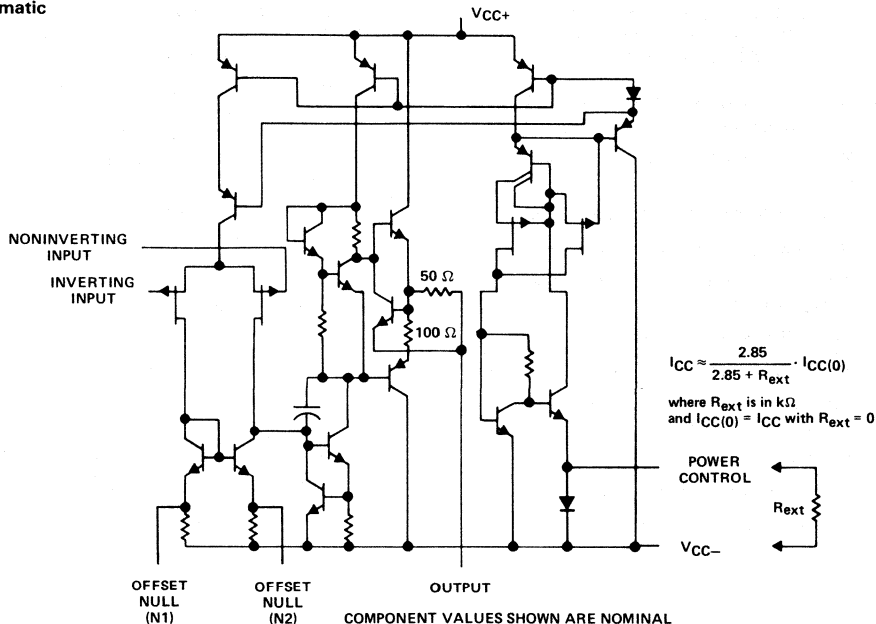 matic
VCC+
NONINVERTING
INPUT
INVERTING
INPUT
50 Ω
100 Ω
ICC ≈ 2.85 / 2.85 + Rext · ICC(0)
where Rext is in kΩ
and ICC(0) = ICC with Rext = 0
POWER
CONTROL
Rext
VCC–
OFFSET
NULL
(N1)
OFFSET
NULL
(N2)
OUTPUT
COMPONENT VALUES SHOWN ARE NOMINAL